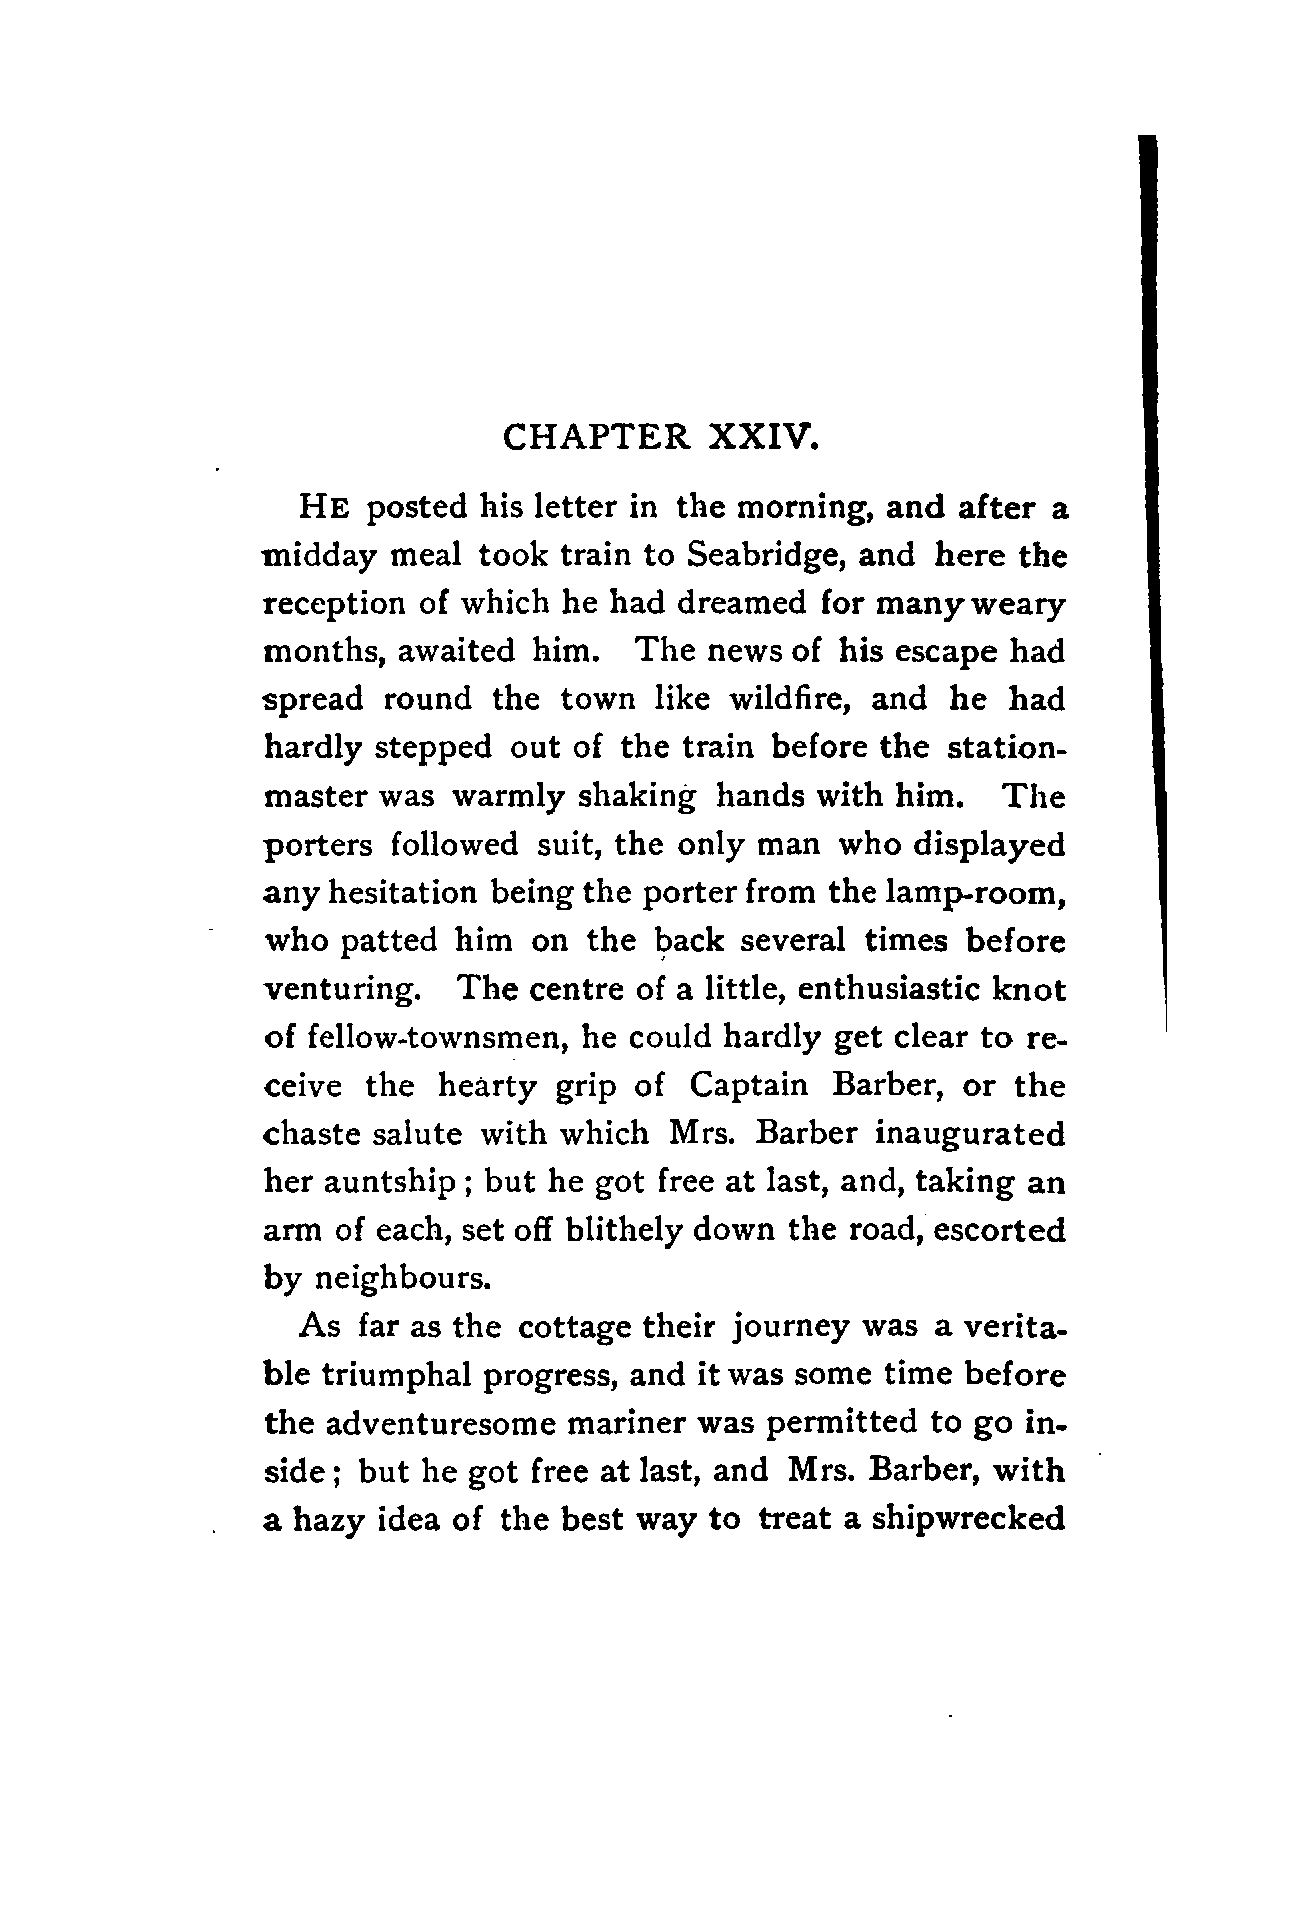 CHAPTER XXIV.
HE posted his letter in the morning, and after a
midday meal took train to Seabridge, and here the
reception of which he had dreamed for many weary
months, awaited him. The news of his escape had
spread round the town like wildfire, and he had
hardly stepped out of the train before the station-
master was warmly shaking hands with him. The
porters followed suit, the only man who displayed
any hesitation being the porter from the lamp-room,
who patted him on the back several times before
venturing. The centre of a little, enthusiastic knot
of fellow-townsmen, he could hardly get clear to re-
ceive the hearty grip of Captain Barber, or the
chaste salute with which Mrs. Barber inaugurated
her auntship ; but he got free at last, and, taking an
arm of each, set off blithely down the road, escorted
by neighbours.
As far as the cottage their journey was a verita-
ble triumphal progress, and it was some time before
the adventuresome mariner was permitted to go in-
side ; but he got free at last, and Mrs. Barber, with
a hazy idea of the best way to treat a shipwrecked